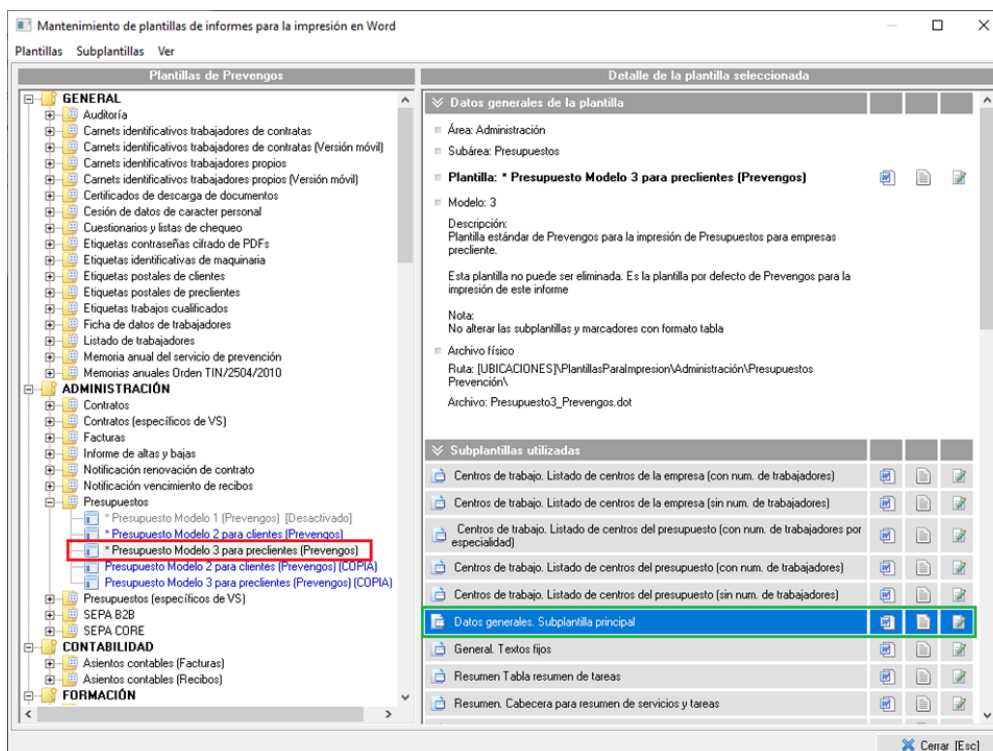 Mantenimiento de plantillas de informes para la impresión en Word
Plantillas Subplantillas Ver
Plantillas de Prevengos
GENERAL
Auditoría
Carnets identificativos trabajadores de contratas
Carnets identificativos trabajadores de contratas (Versión móvil)
Carnets identificativos trabajadores propios
Carnets identificativos trabajadores propios (Versión móvil)
Certificados de descarga de documentos
Cesión de datos de caracter personal
Cuestionarios y listas de chequeo
Etiquetas contraseñas cifrado de PDFs
Etiquetas identificativas de maquinaria
Etiquetas postales de clientes
Etiquetas postales de preclientes
Etiquetas trabajos cualificados
Ficha de datos de trabajadores
Listado de trabajadores
Memoria anual del servicio de prevención
Memorias anuales Orden TIN/2504/2010
ADMINISTRACIÓN
Contratos
Contratos (específicos de VS)
Facturas
Informe de altas y bajas
Notificación renovación de contrato
Notificación vencimiento de recibos
Presupuestos
* Presupuesto Modelo 1 (Prevengos) [Desactivado]
* Presupuesto Modelo 2 para clientes (Prevengos)
* Presupuesto Modelo 3 para preclientes (Prevengos)
Presupuesto Modelo 2 para clientes (Prevengos) (COPIA)
Presupuesto Modelo 3 para preclientes (Prevengos) (COPIA)
Presupuestos (específicos de VS)
SEPA B2B
SEPA CORE
CONTABILIDAD
Asientos contables (Facturas)
Asientos contables (Recibos)
FORMACIÓN
Detalle de la plantilla seleccionada
Datos generales de la plantilla
Área: Administración
Subárea: Presupuestos
Plantilla: * Presupuesto Modelo 3 para preclientes (Prevengos)
Modelo: 3
Descripción:
Plantilla estándar de Prevengos para la impresión de Presupuestos para empresas
precliente.
Esta plantilla no puede ser eliminada. Es la plantilla por defecto de Prevengos para la
impresión de este informe
Nota:
No alterar las subplantillas y marcadores con formato tabla
Archivo físico
Ruta: [UBICACIONES]\PlantillasParaImpresion\Administración\Presupuestos
Prevención\
Archivo: Presupuesto3_Prevengos.dot
Subplantillas utilizadas
Centros de trabajo. Listado de centros de la empresa (con num. de trabajadores)
Centros de trabajo. Listado de centros de la empresa (sin num. de trabajadores)
Centros de trabajo. Listado de centros del presupuesto (con num. de trabajadores por
especialidad)
Centros de trabajo. Listado de centros del presupuesto (con num. de trabajadores)
Centros de trabajo. Listado de centros del presupuesto (sin num. de trabajadores)
Datos generales. Subplantilla principal
General. Textos fijos
Resumen Tabla resumen de tareas
Resumen. Cabecera para resumen de servicios y tareas
Cerrar [Esc]